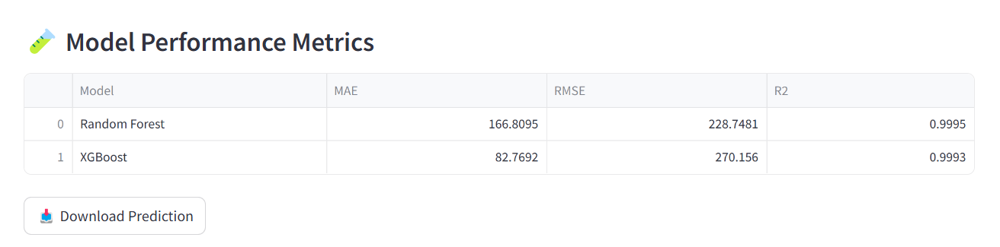 Model Performance Metrics
Model MAE RMSE R2
0 Random Forest 166.8095 228.7481 0.9995
1 XGBoost 82.7692 270.156 0.9993
Download Prediction